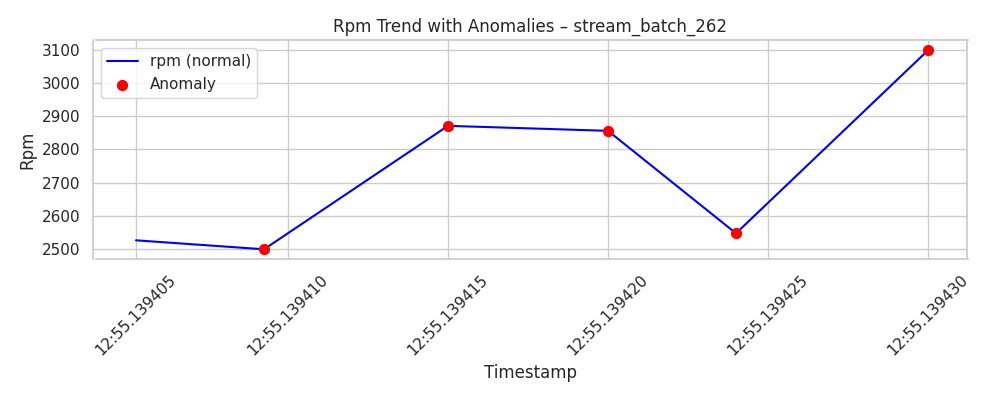 Rpm Trend with Anomalies – stream_batch_262
rpm (normal)
Anomaly
Rpm
3100
3000
2900
2800
2700
2600
2500
12:55.139405
12:55.139410
12:55.139415
12:55.139420
12:55.139425
12:55.139430
Timestamp